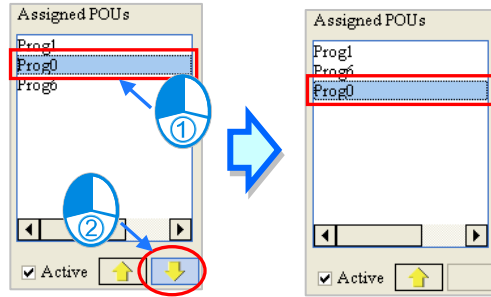 Assigned POUs
Prog1
Prog0
Prog6
①
②
Active
Assigned POUs
Prog1
Prog6
Prog0
Active